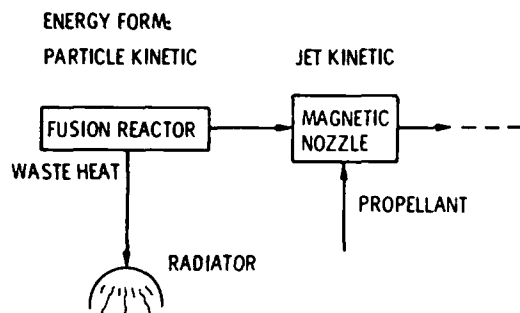 ENERGY FORM:
PARTICLE KINETIC
JET KINETIC
FUSION REACTOR
MAGNETIC
NOZZLE
WASTE HEAT
PROPELLANT
RADIATOR